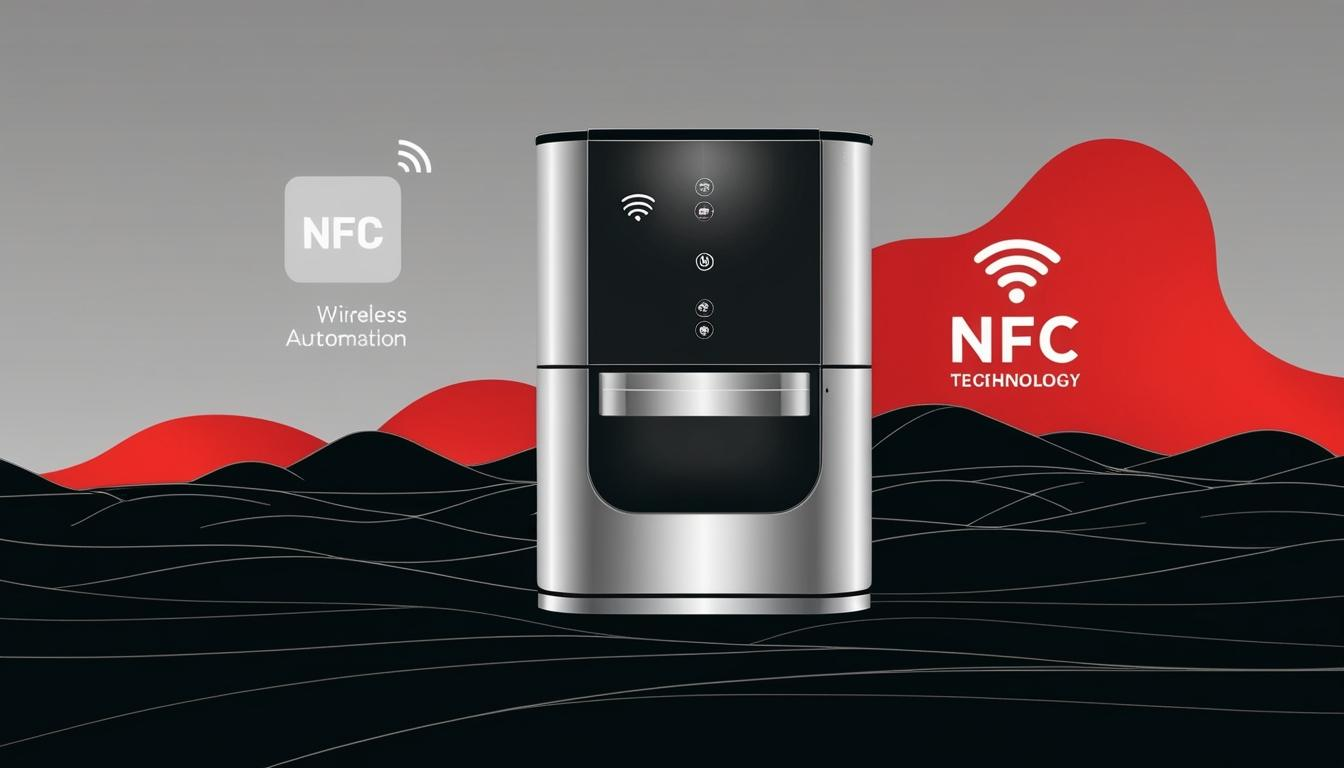 NFC
Wireless
Automation
NFC
TECHNOLOGY